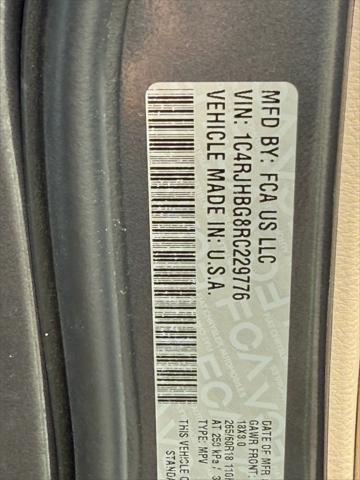 MFD BY: FCA US LLC
VIN: 1C4RJHBG8RC229776
VEHICLE MADE IN: U.S.A.
DATE OF MFR
GAWR FRONT:
18X8.0
265/60R18 110
AT 250 kPa /
TYPE: MPV
THIS VEHICLE
STANDA